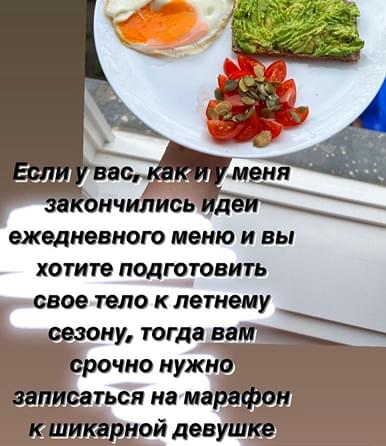 Если у вас, как и у меня
закончились идеи
ежедневного меню и вы
хотите подготовить
свое тело к летнему
сезону, тогда вам
срочно нужно
записаться на марафон
к шикарной девушке